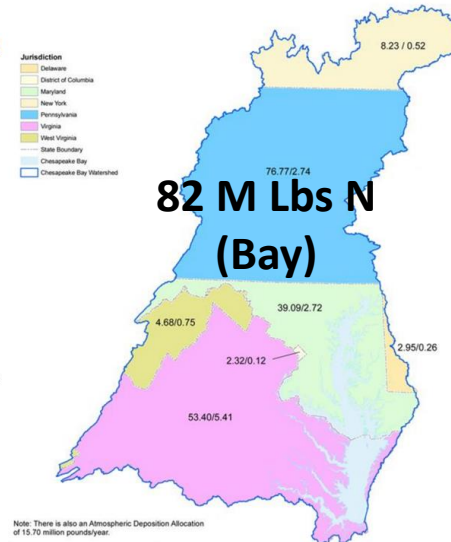 8.23 / 0.52
Jurisdiction
Delaware
District of Columbia
Maryland
New York
Pennsylvania
Virginia
West Virginia
State Boundary
Chesapeake Bay
Chesapeake Bay Watershed
76.77/2.74
82 M Lbs N
(Bay)
39.09/2.72
4.68/0.75
2.95/0.26
2.32/0.12
53.40/5.41
Note: There is also an Atmospheric Deposition Allocation
of 15.70 million pounds/year.